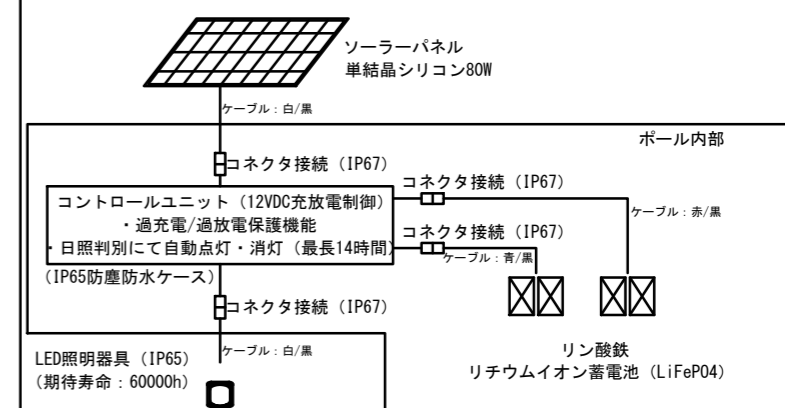 ソーラーパネル
単結晶シリコン80W
ケーブル：白/黒
ポール内部
コネクタ接続（IP67）
コネクタ接続（IP67）
コントロールユニット（12VDC充放電制御）
・過充電/過放電保護機能
・日照判別にて自動点灯・消灯（最長14時間）
ケーブル：赤/黒
コネクタ接続（IP67）
ケーブル：青/黒
（IP65防塵防水ケース）
コネクタ接続（IP67）
ケーブル：白/黒
LED照明器具（IP65）
（期待寿命：60000h）
リン酸鉄
リチウムイオン蓄電池（LiFePO4）